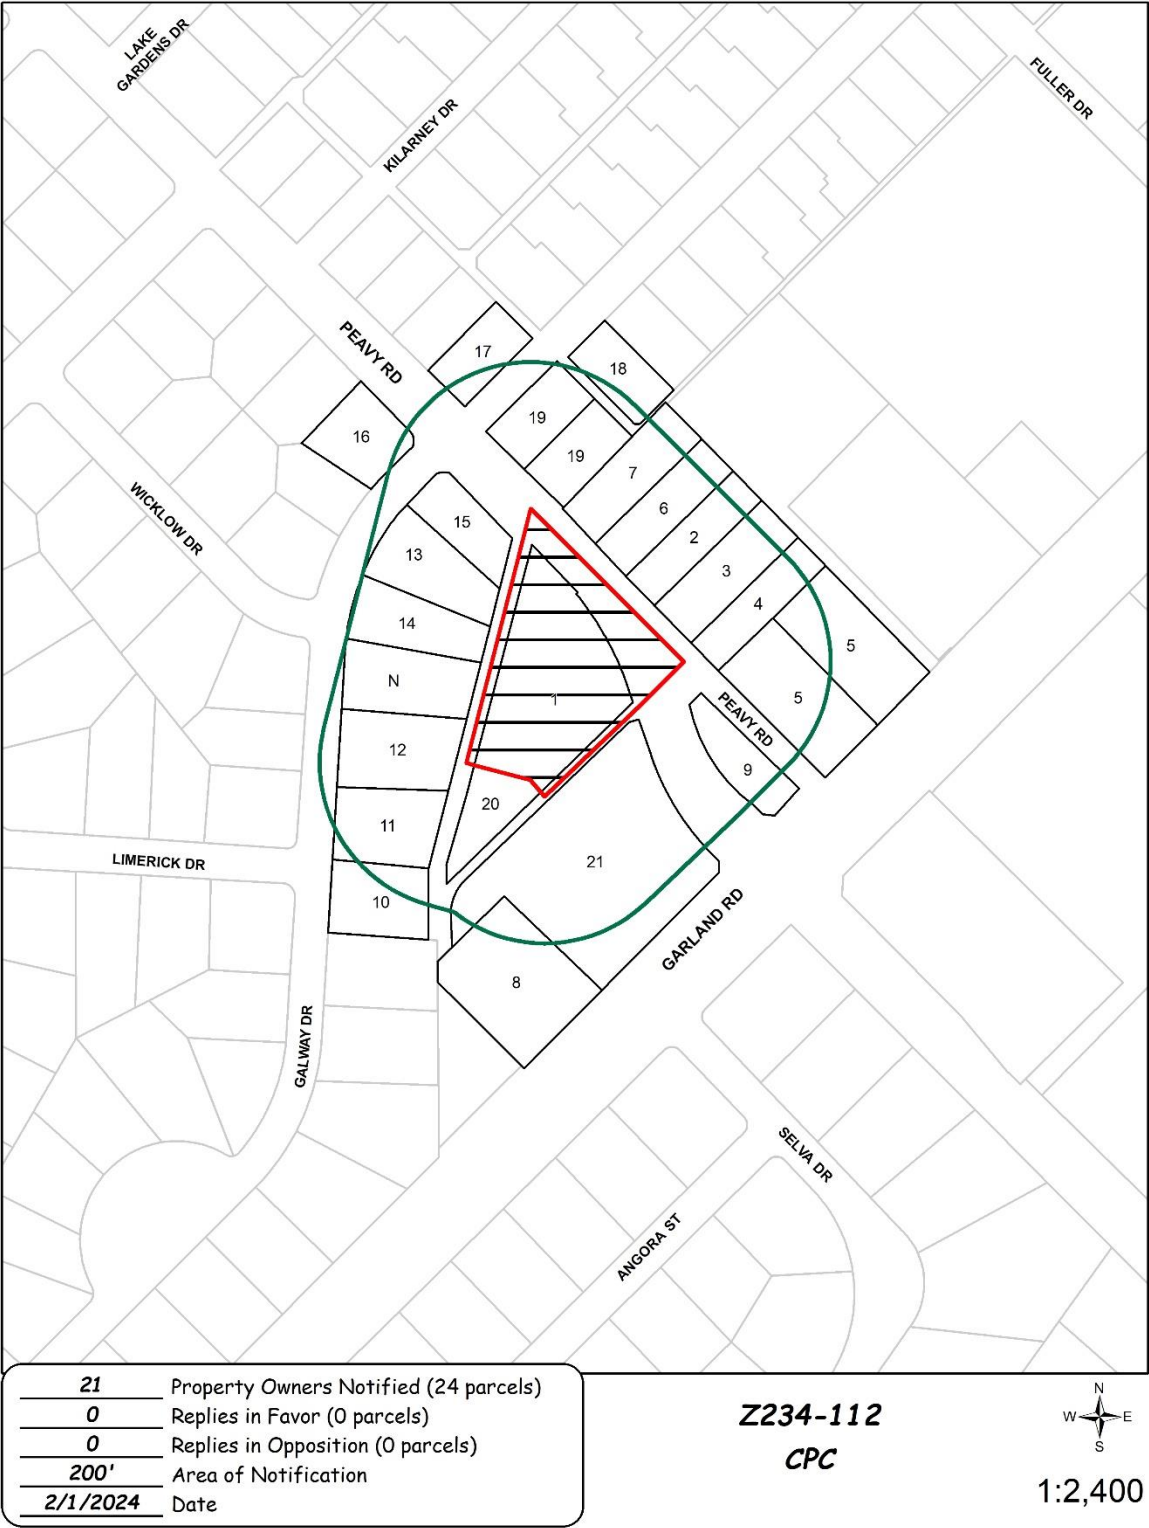 LAKE
GARDENS DR
KILARNEY DR
FULLER DR
PEAVY RD
17
18
16
19
19
7
WICKLOW DR
15
6
2
13
3
4
14
5
N
1
5
PEAVY RD
12
9
20
11
LIMERICK DR
21
10
GARLAND RD
8
GALWAY DR
SELVA DR
ANGORA ST
21 Property Owners Notified (24 parcels)
0 Replies in Favor (0 parcels)
0 Replies in Opposition (0 parcels)
200' Area of Notification
2/1/2024 Date
Z234-112
CPC
N
W E
S
1:2,400